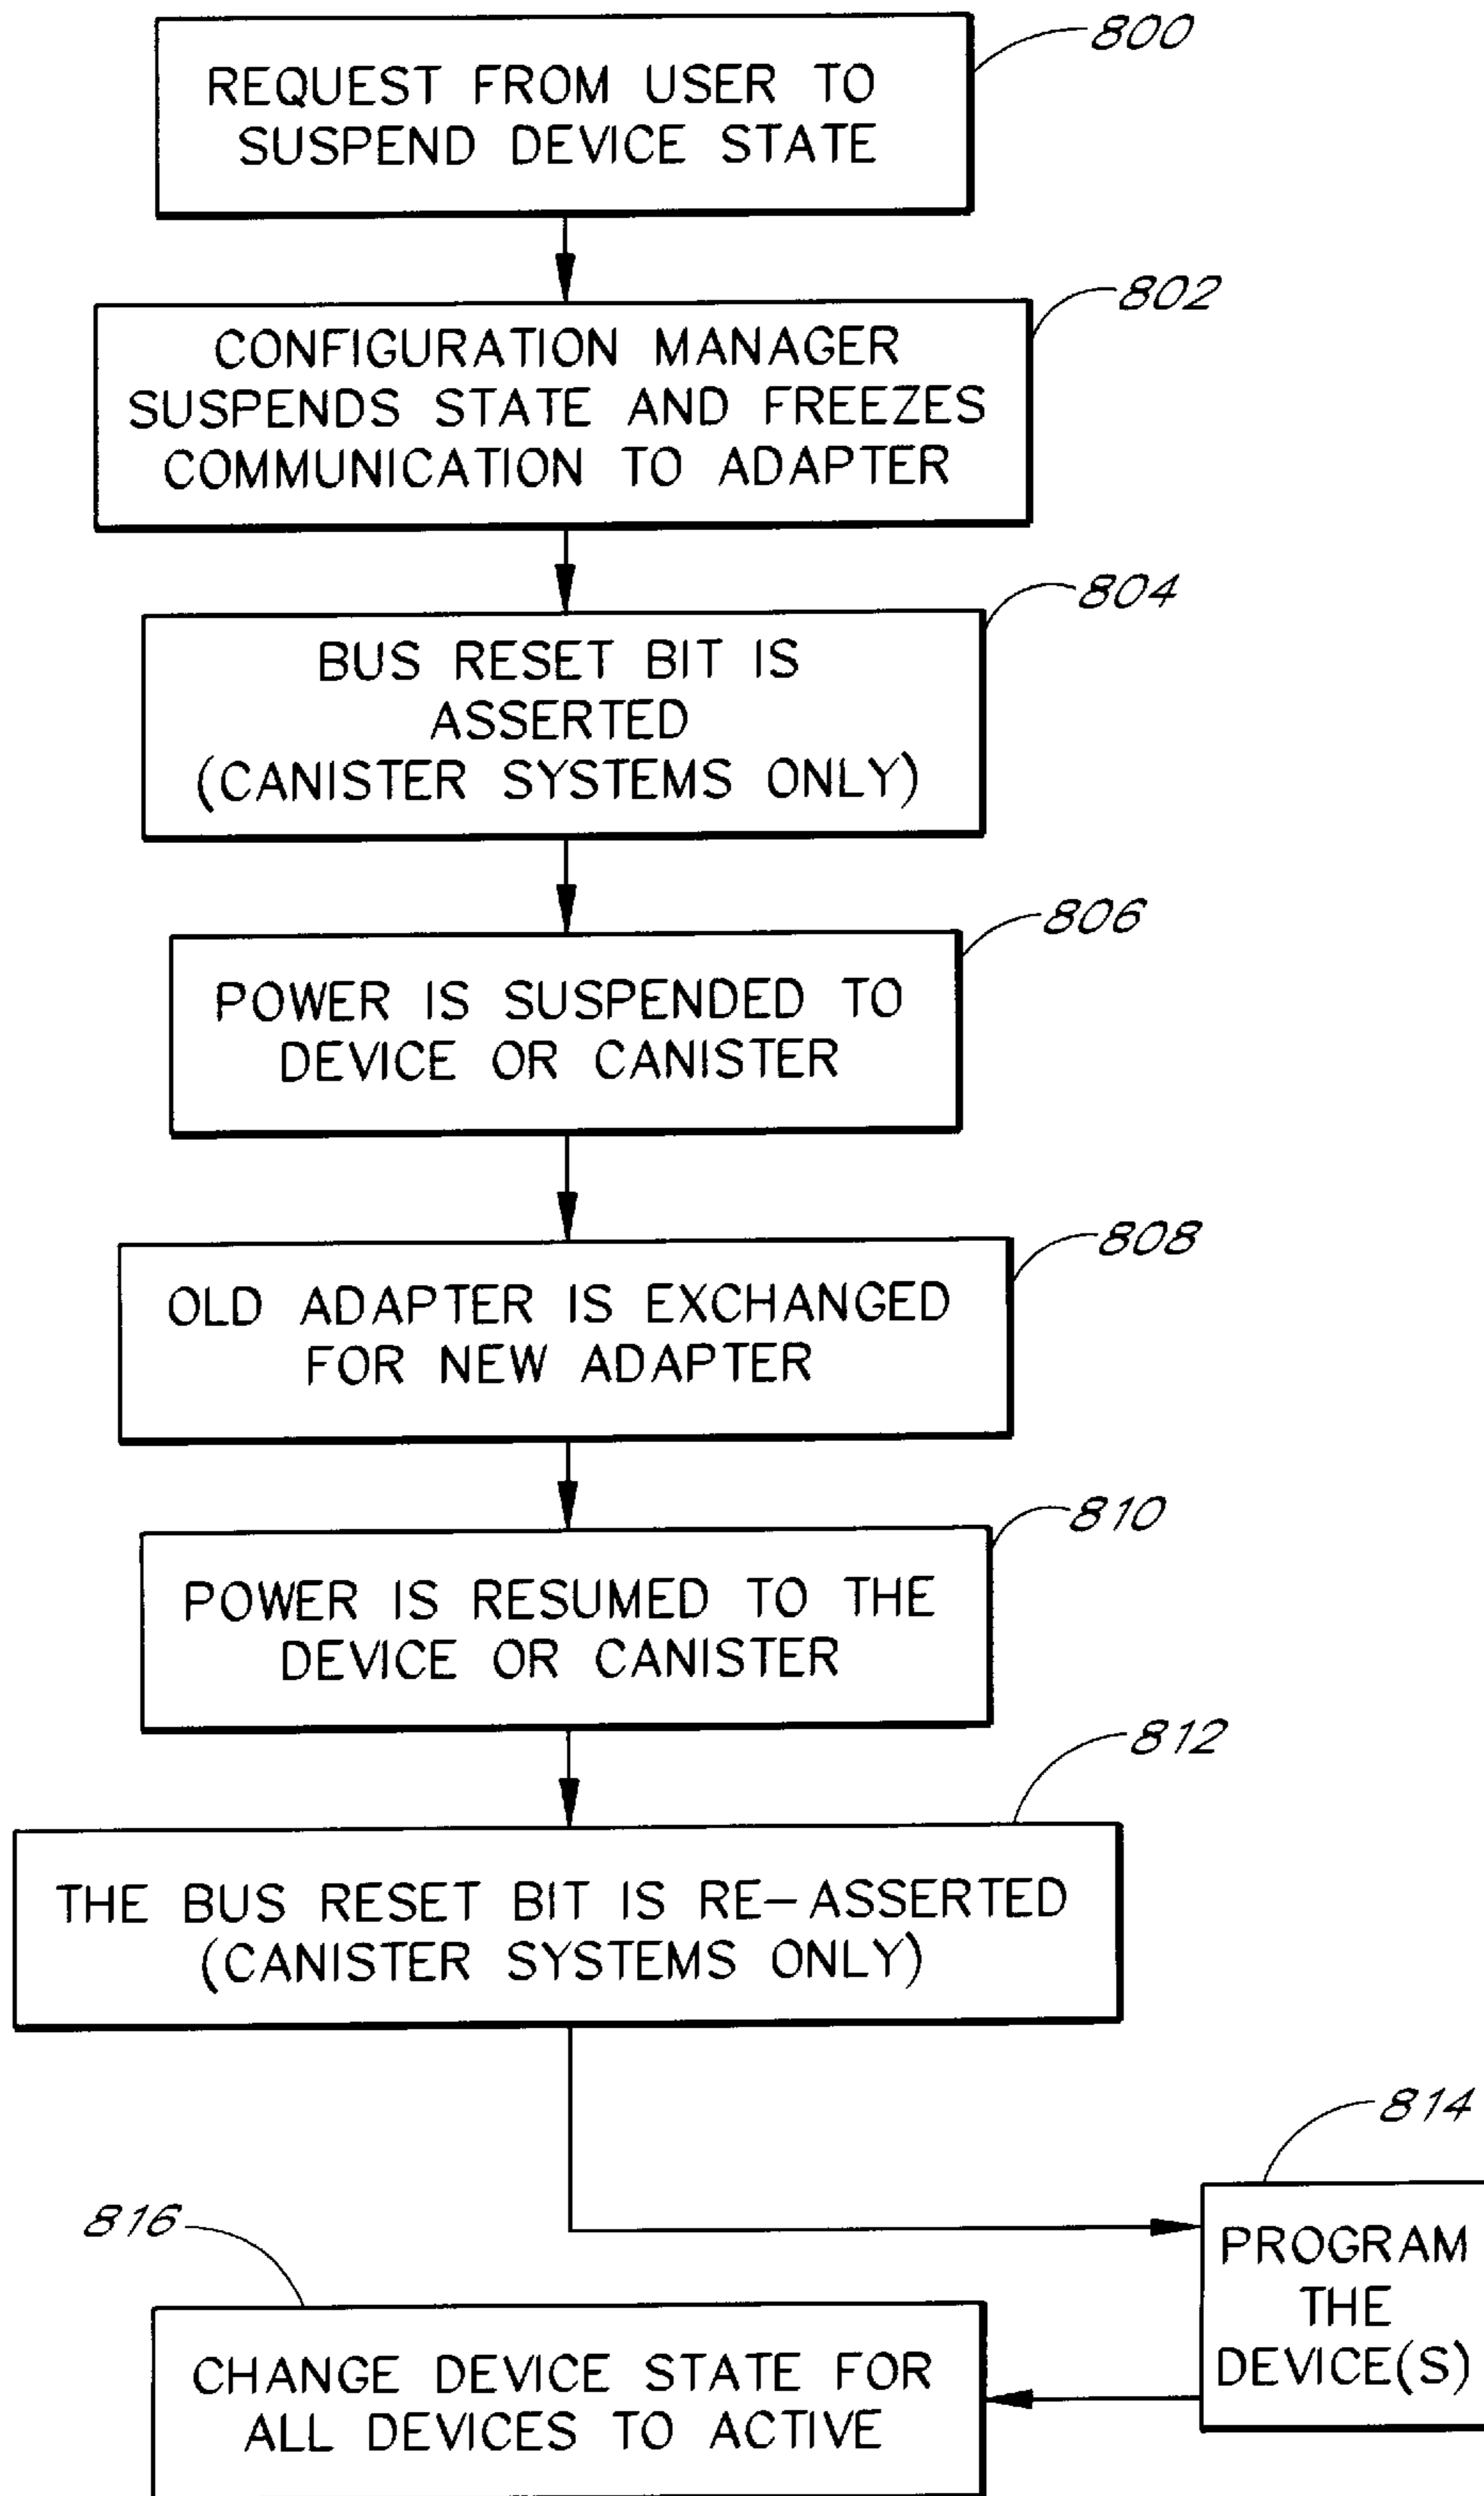 800
REQUEST FROM USER TO
SUSPEND DEVICE STATE
802
CONFIGURATION MANAGER
SUSPENDS STATE AND FREEZES
COMMUNICATION TO ADAPTER
804
BUS RESET BIT IS
ASSERTED
(CANISTER SYSTEMS ONLY)
806
POWER IS SUSPENDED TO
DEVICE OR CANISTER
808
OLD ADAPTER IS EXCHANGED
FOR NEW ADAPTER
810
POWER IS RESUMED TO THE
DEVICE OR CANISTER
812
THE BUS RESET BIT IS RE-ASSERTED
(CANISTER SYSTEMS ONLY)
814
PROGRAM
THE
DEVICE(S)
816
CHANGE DEVICE STATE FOR
ALL DEVICES TO ACTIVE